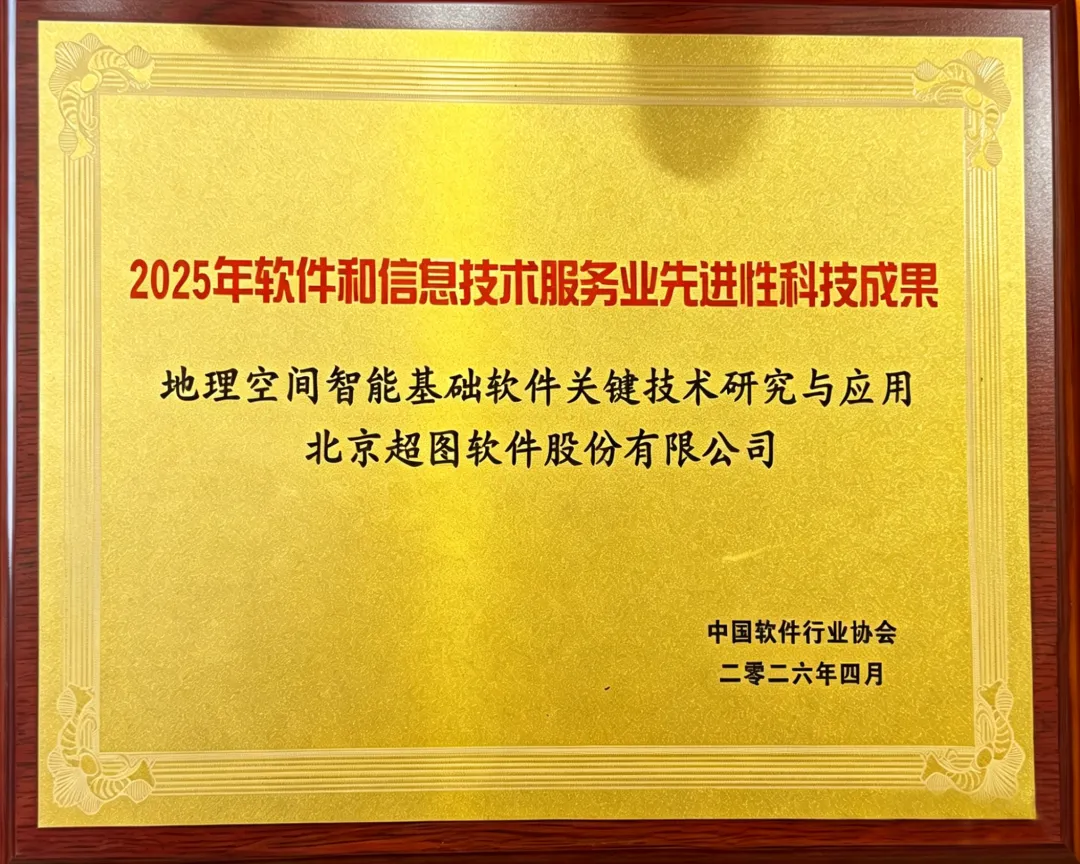 2025年软件和信息技术服务业先进性科技成果
地理空间智能基础软件关键技术研究与应用
北京超图软件股份有限公司
中国软件行业协会
二零二六年四月